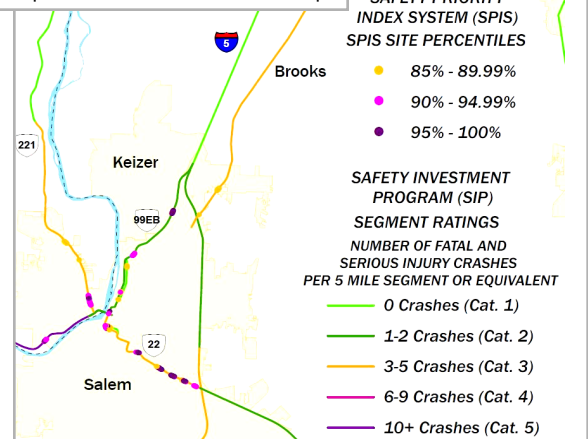 INDEX SYSTEM (SPIS)
SPIS SITE PERCENTILES
85% - 89.99%
90% - 94.99%
95% - 100%
SAFETY INVESTMENT
PROGRAM (SIP)
SEGMENT RATINGS
NUMBER OF FATAL AND
SERIOUS INJURY CRASHES
PER 5 MILE SEGMENT OR EQUIVALENT
0 Crashes (Cat. 1)
1-2 Crashes (Cat. 2)
3-5 Crashes (Cat. 3)
6-9 Crashes (Cat. 4)
10+ Crashes (Cat. 5)
5
Brooks
221
Keizer
99EB
22
Salem